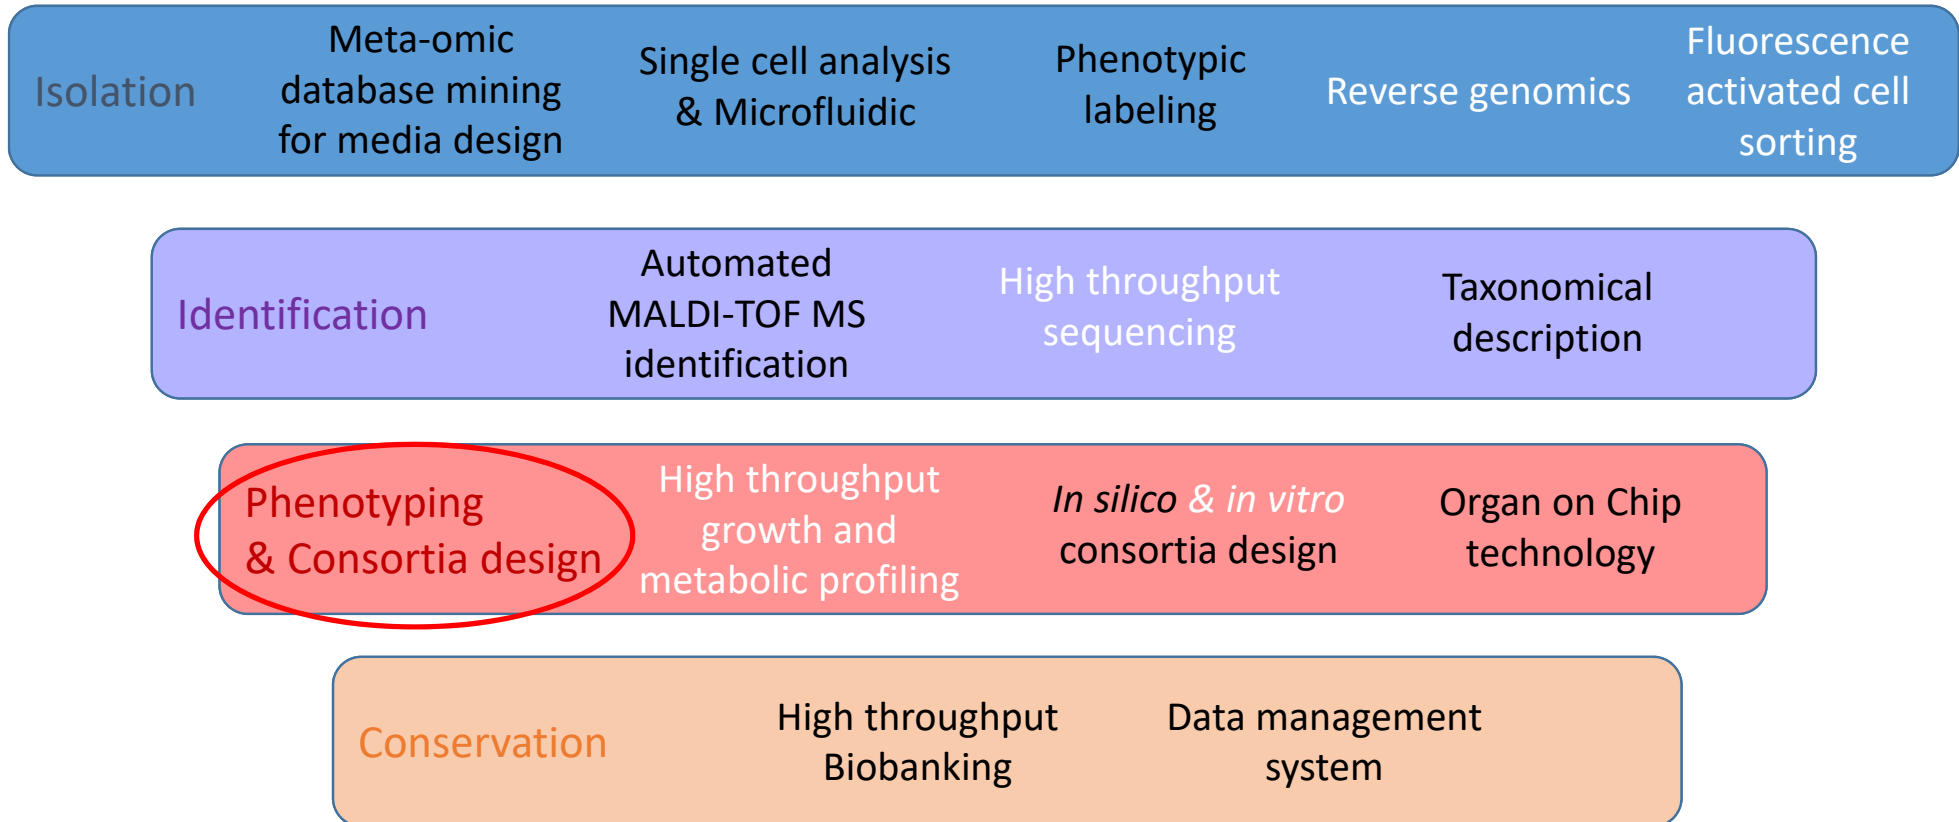 Isolation
Meta-omic
database mining
for media design
Single cell analysis
& Microfluidic
Phenotypic
labeling
Reverse genomics
Fluorescence
activated cell
sorting
Identification
Automated
MALDI-TOF MS
identification
High throughput
sequencing
Taxonomical
description
Phenotyping
& Consortia design
High throughput
growth and
metabolic profiling
In silico & in vitro
consortia design
Organ on Chip
technology
Conservation
High throughput
Biobanking
Data management
system